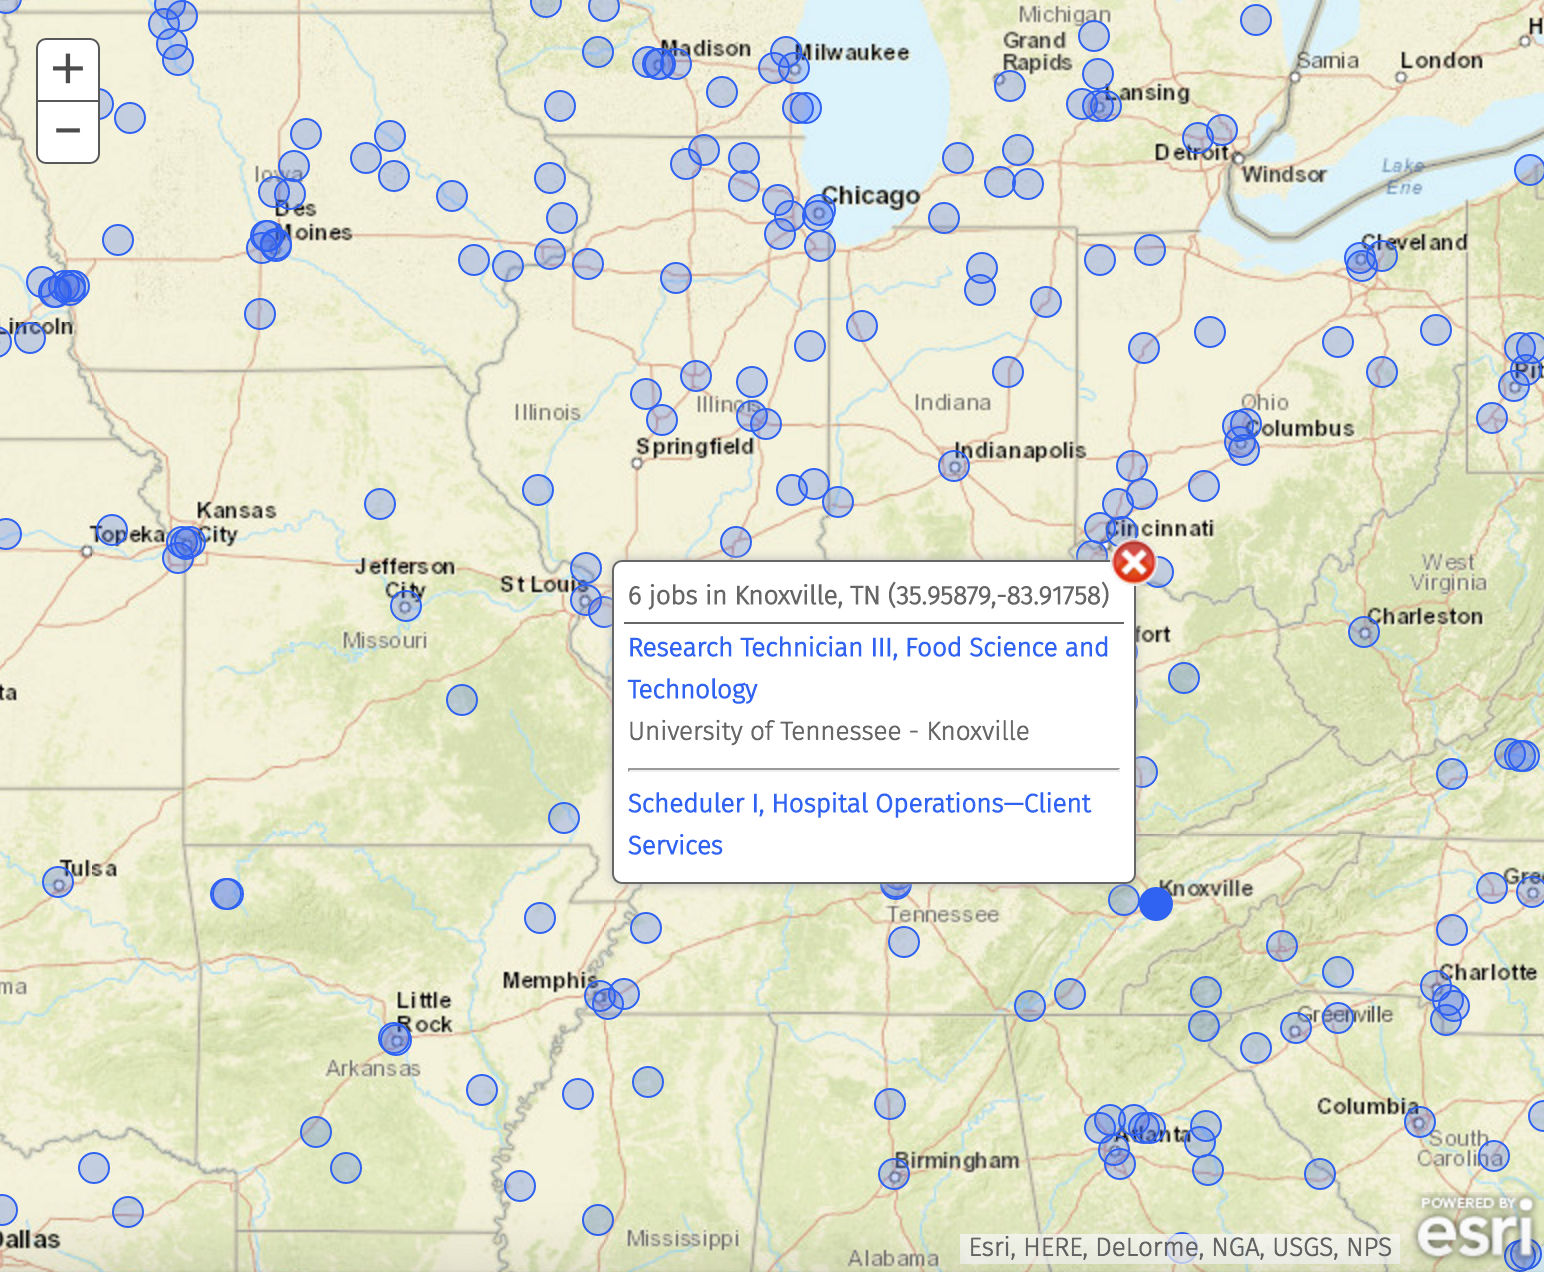 +
−
Madison
Milwaukee
Michigan
Grand
Rapids
Lansing
Sarnia
London
H
Detroit
Windsor
Lake
Erie
Iowa
Des
Moines
Chicago
Cleveland
Lincoln
Illinois
Illinois
Springfield
Indiana
Indianapolis
Ohio
Columbus
Pit
Kansas
City
Topeka
Jefferson
City
St Louis
Missouri
Cincinnati
West
Virginia
Charleston
fort
ta
6 jobs in Knoxville, TN (35.95879,-83.91758)
Research Technician III, Food Science and
Technology
University of Tennessee - Knoxville
Scheduler I, Hospital Operations—Client
Services
Tulsa
Knoxville
Tennessee
Gre
Memphis
Little
Rock
Arkansas
ma
Charlotte
Greenville
Columbia
South
Carolina
Atlanta
Birmingham
Dallas
Mississippi
Alabama
Esri, HERE, DeLorme, NGA, USGS, NPS
POWERED BY
esri